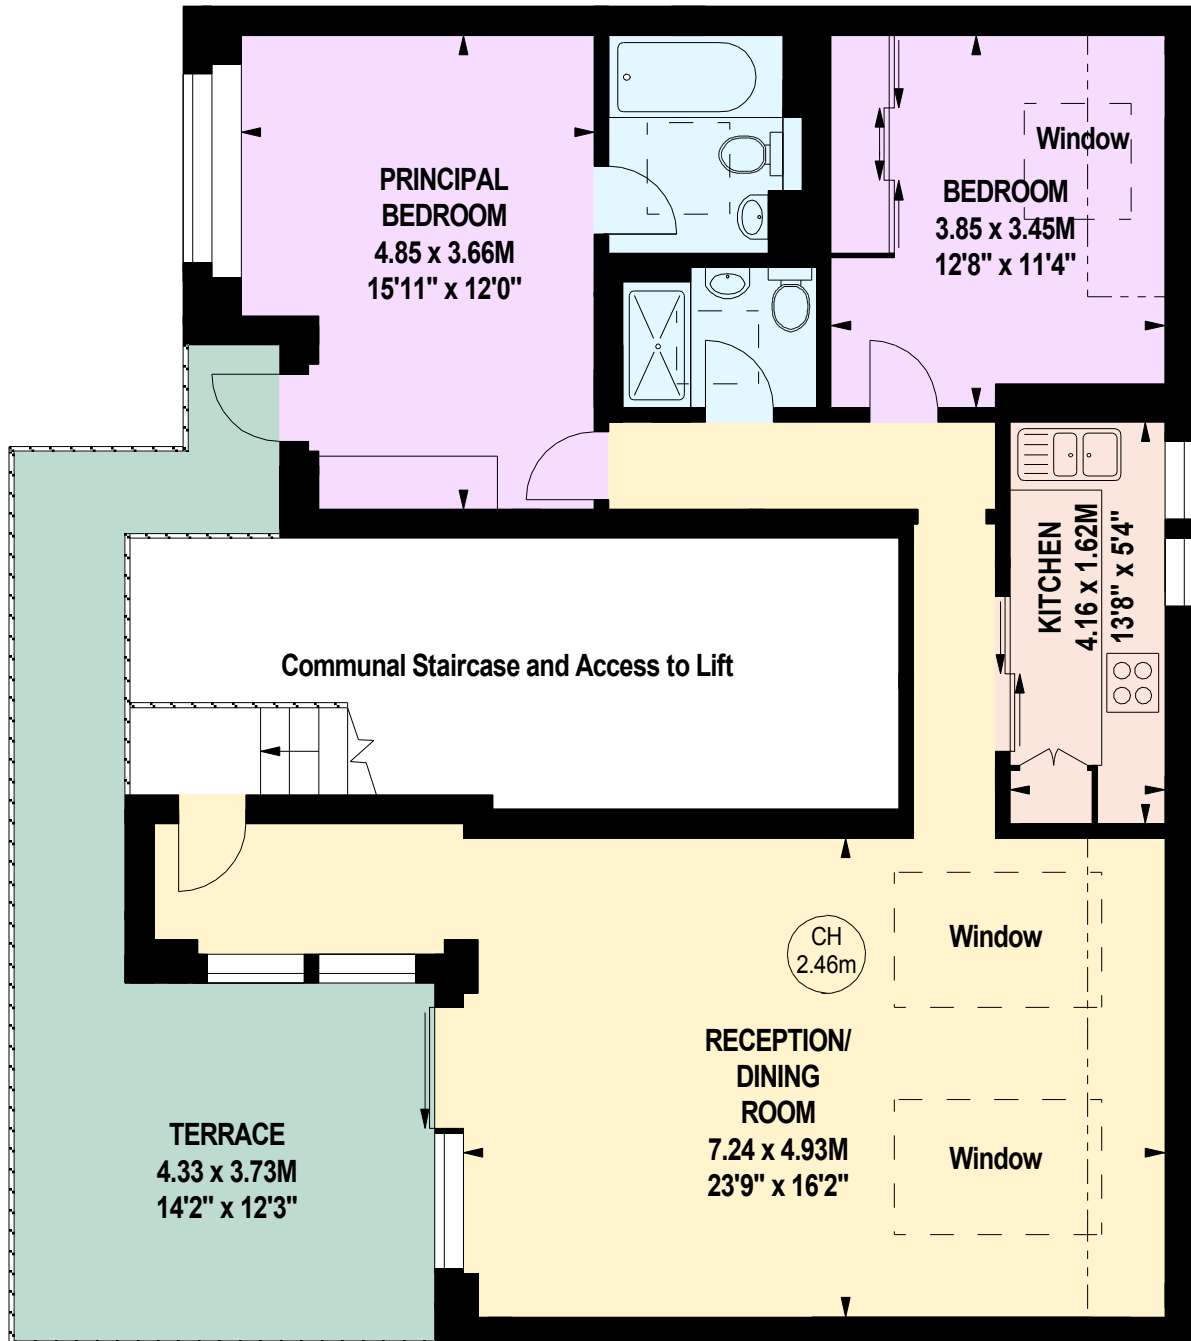 PRINCIPAL
BEDROOM
4.85 x 3.66M
15'11" x 12'0"
Window
BEDROOM
3.85 x 3.45M
12'8" x 11'4"
KITCHEN
4.16 x 1.62M
13'8" x 5'4"
Communal Staircase and Access to Lift
CH
2.46m
Window
RECEPTION/
DINING
ROOM
7.24 x 4.93M
23'9" x 16'2"
Window
TERRACE
4.33 x 3.73M
14'2" x 12'3"